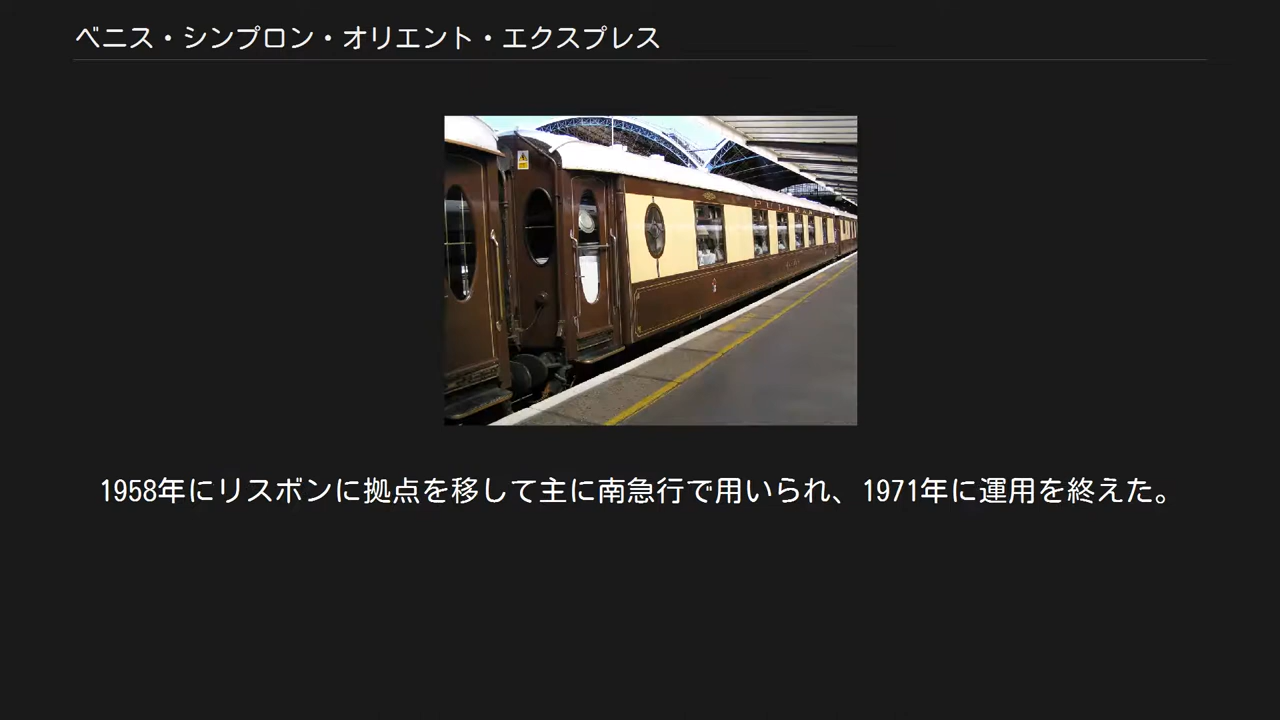 ベニス・シンプロン・オリエント・エクスプレス
PULLMAN
1958年にリスボンに拠点を移して主に南急行で用いられ、1971年に運用を終えた。